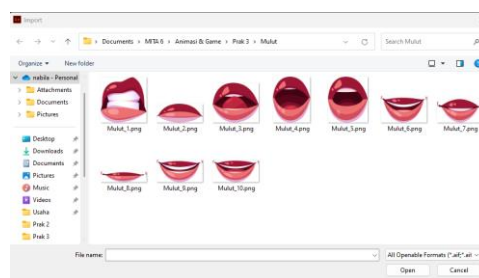 Import
Documents > MITA 6 > Animasi & Game > Prak 3 > Mulut
Search Mulut
Organize
New folder
nabila - Personal
Attachments
Documents
Pictures
Desktop
Downloads
Documents
Pictures
Music
Videos
Usaha
Prak 2
Prak 3
Mulut_1.png
Mulut_2.png
Mulut_3.png
Mulut_4.png
Mulut_5.png
Mulut_6.png
Mulut_7.png
Mulut_8.png
Mulut_9.png
Mulut_10.png
File name:
All Openable Formats (*.aif;*.aif
Open
Cancel